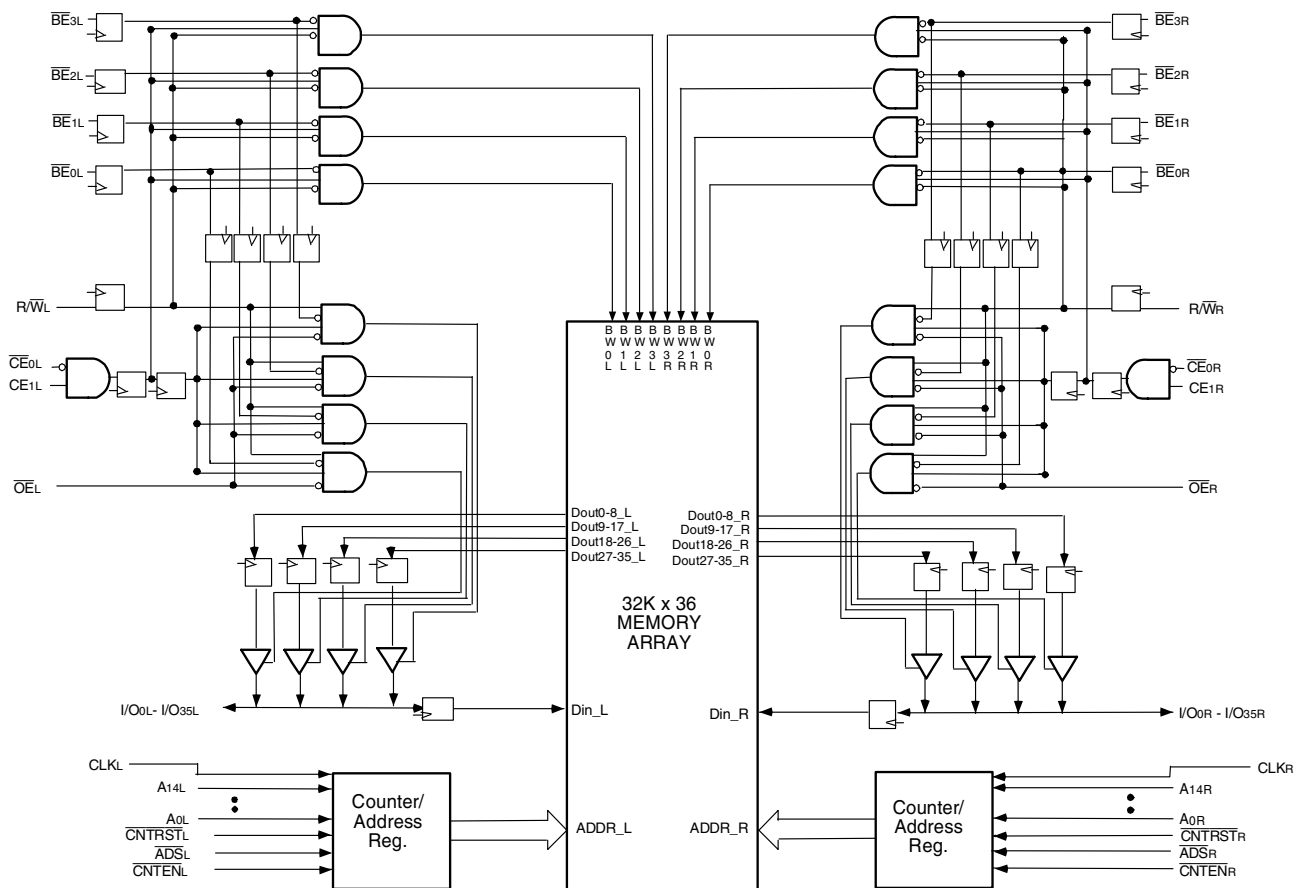 BE3L
BE3R
BE2L
BE2R
BE1L
BE1R
BE0L
BE0R
R/WL
R/WR
B B B B B B B B
W W W W W W W W
0 1 2 3 3 2 1 0
L L L L R R R R
CE0L
CE1L
CE0R
CE1R
OEL
OER
Dout0-8_L
Dout9-17_L
Dout18-26_L
Dout27-35_L
Dout0-8_R
Dout9-17_R
Dout18-26_R
Dout27-35_R
32K x 36
MEMORY
ARRAY
I/O0L- I/O35L
Din_L
Din_R
I/O0R - I/O35R
CLKL
A14L
A0L
CNTRSTL
ADSL
CNTENL
Counter/
Address
Reg.
ADDR_L
ADDR_R
Counter/
Address
Reg.
CLKR
A14R
A0R
CNTRSTR
ADSR
CNTENR